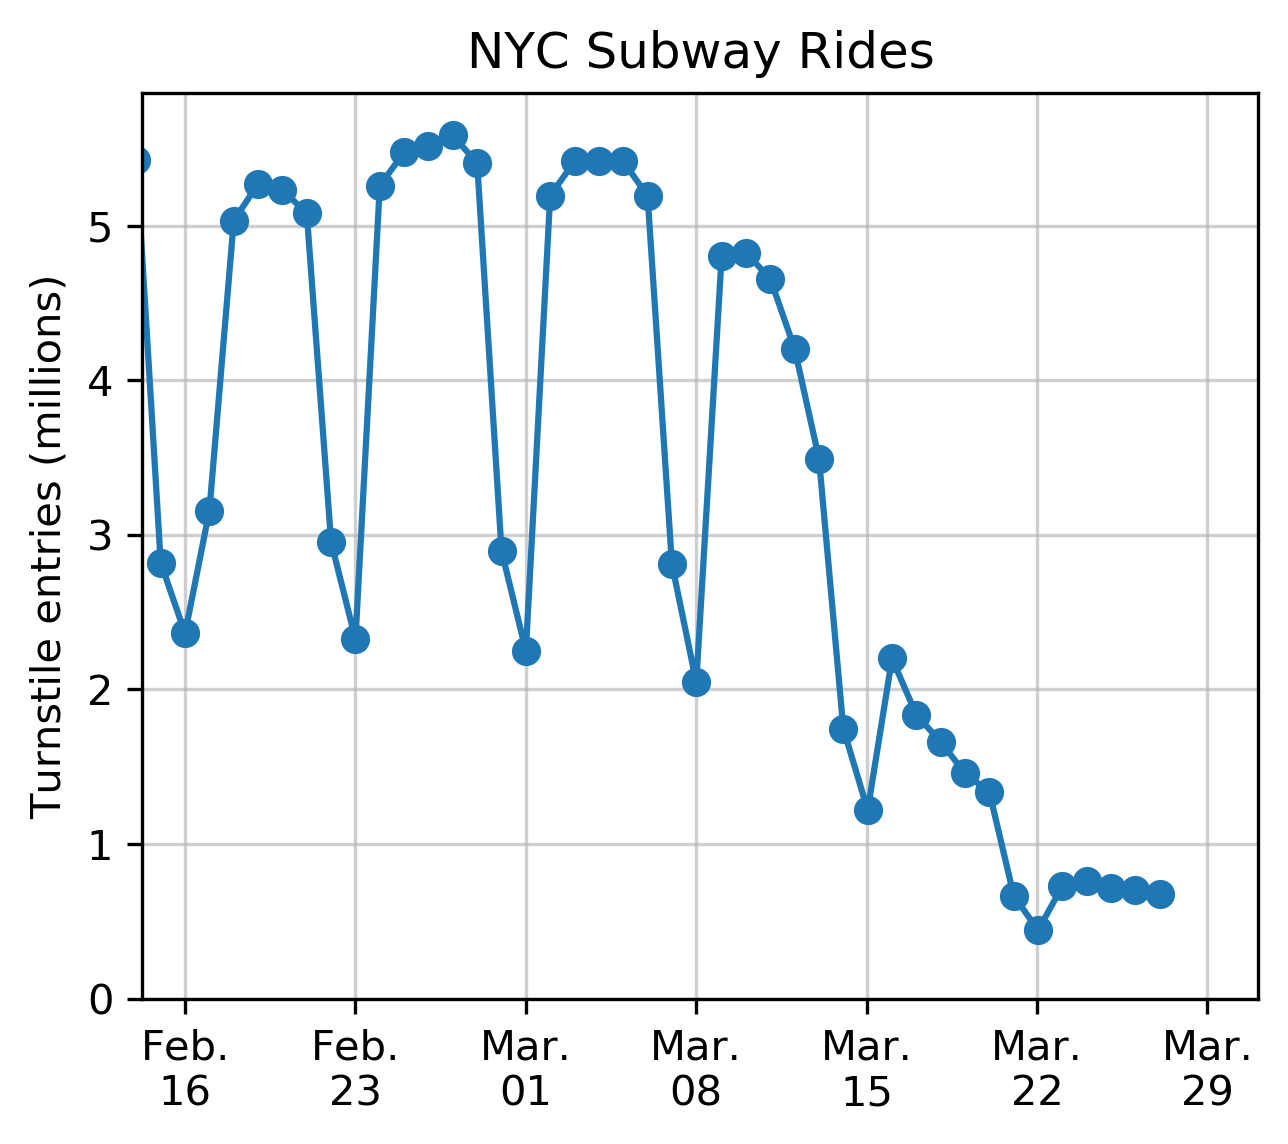 NYC Subway Rides
Turnstile entries (millions)
5
4
3
2
1
0
Feb. Feb. Mar. Mar. Mar. Mar. Mar.
16 23 01 08 15 22 29